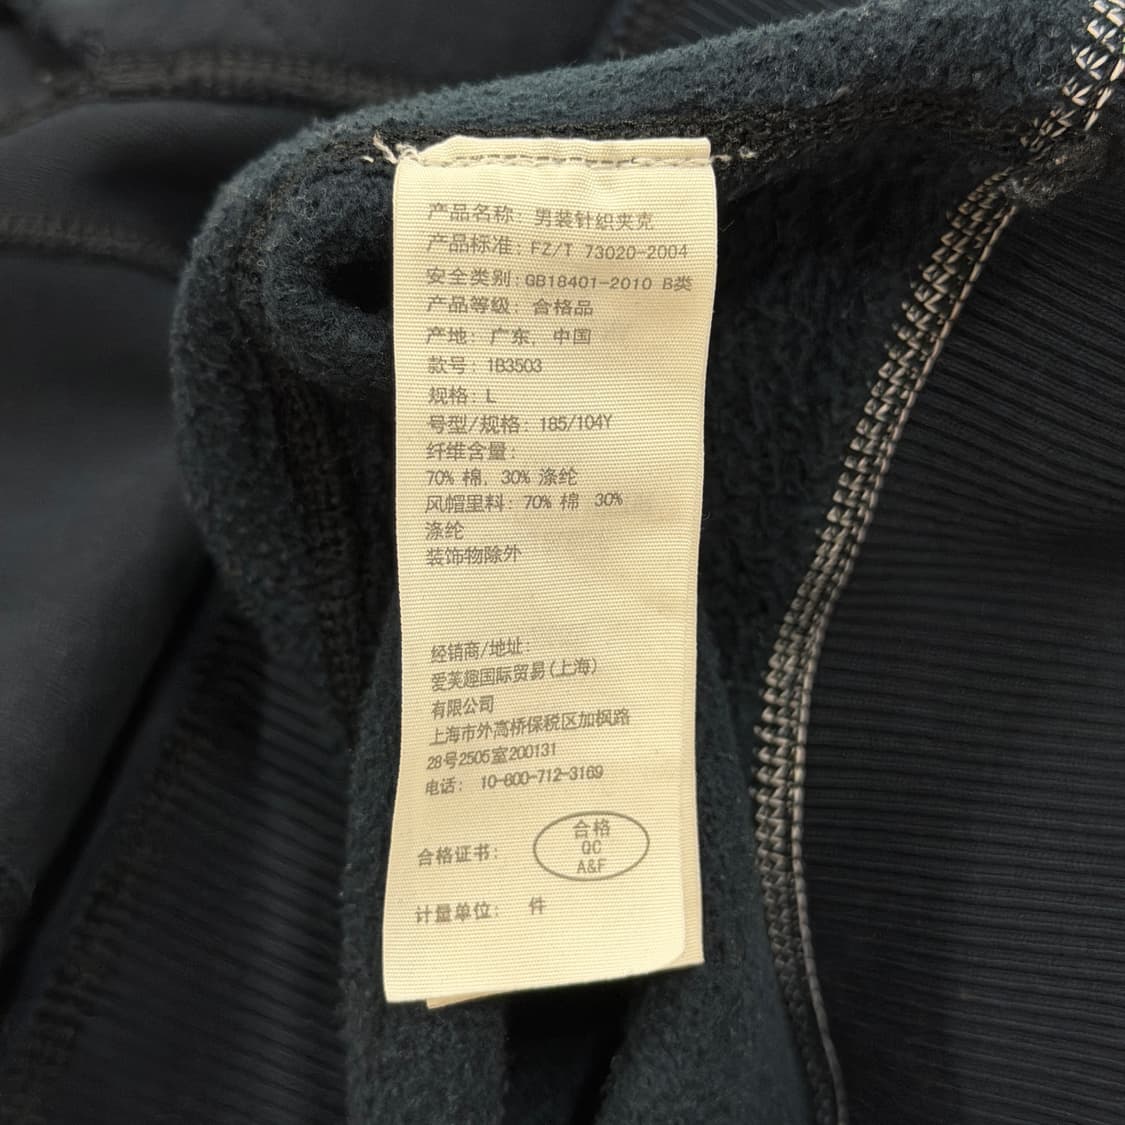 产品名称: 男装针织夹克
产品标准: FZ/T 73020-2004
安全类别: GB18401-2010 B类
产品等级: 合格品
产地: 广东, 中国
款号: 1B3503
规格: L
号型/规格: 185/104Y
纤维含量:
70% 棉, 30% 涤纶
风帽里料: 70% 棉 30%
涤纶
装饰物除外
经销商/地址:
爱芙趣国际贸易(上海)
有限公司
上海市外高桥保税区加枫路
28号2505室200131
电话: 10-800-712-3169
合格证书:
合格
QC
A&F
计量单位: 件